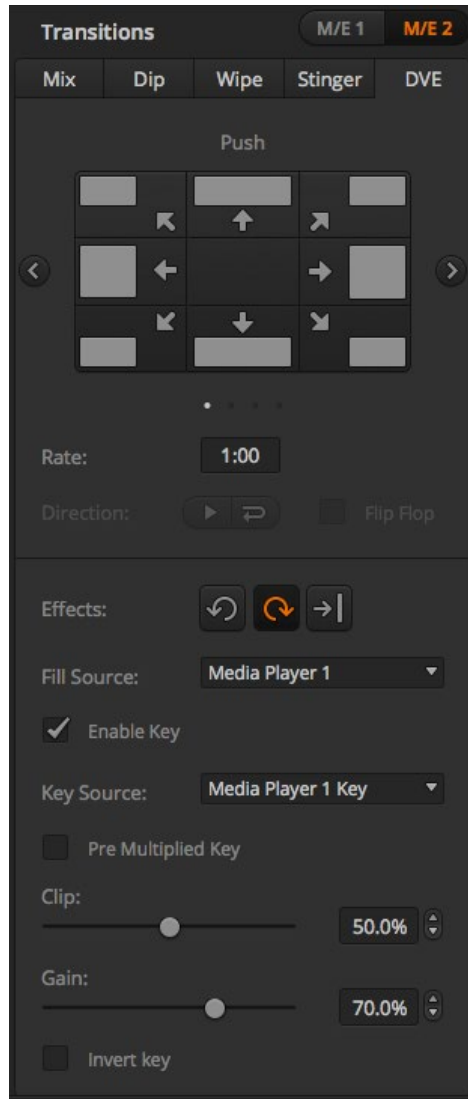 Transitions M/E 1 M/E 2
Mix Dip Wipe Stinger DVE
Push
Rate: 1:00
Direction: Flip Flop
Effects:
Fill Source: Media Player 1
Enable Key
Key Source: Media Player 1 Key
Pre Multiplied Key
Clip:
50.0%
Gain:
70.0%
Invert key